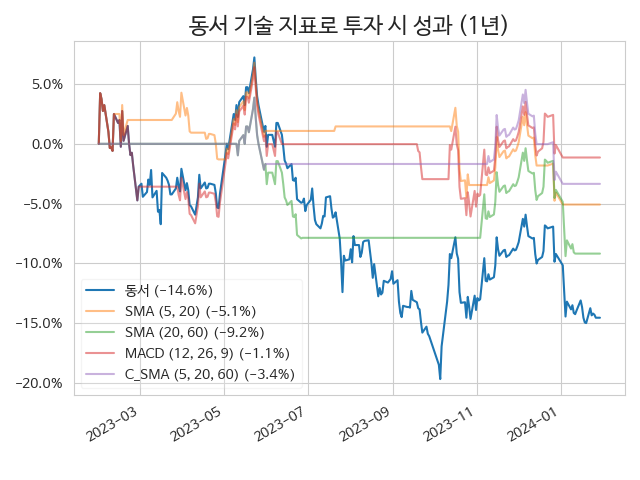 동서 기술 지표로 투자 시 성과 (1년)
5.0%
0.0%
−5.0%
−10.0%
−15.0%
−20.0%
동서 (−14.6%)
SMA (5, 20) (−5.1%)
SMA (20, 60) (−9.2%)
MACD (12, 26, 9) (−1.1%)
C_SMA (5, 20, 60) (−3.4%)
2023−03
2023−05
2023−07
2023−09
2023−11
2024−01